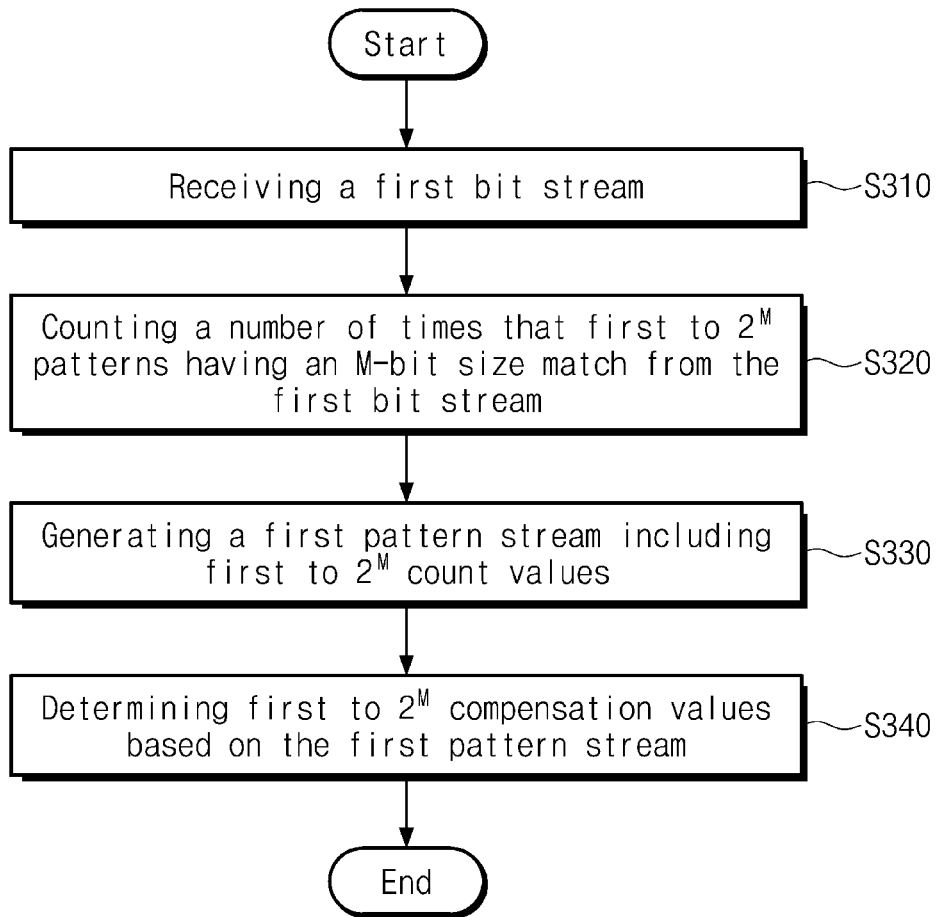 Start
Receiving a first bit stream
S310
Counting a number of times that first to 2^M
patterns having an M-bit size match from the
first bit stream
S320
Generating a first pattern stream including
first to 2^M count values
S330
Determining first to 2^M compensation values
based on the first pattern stream
S340
End